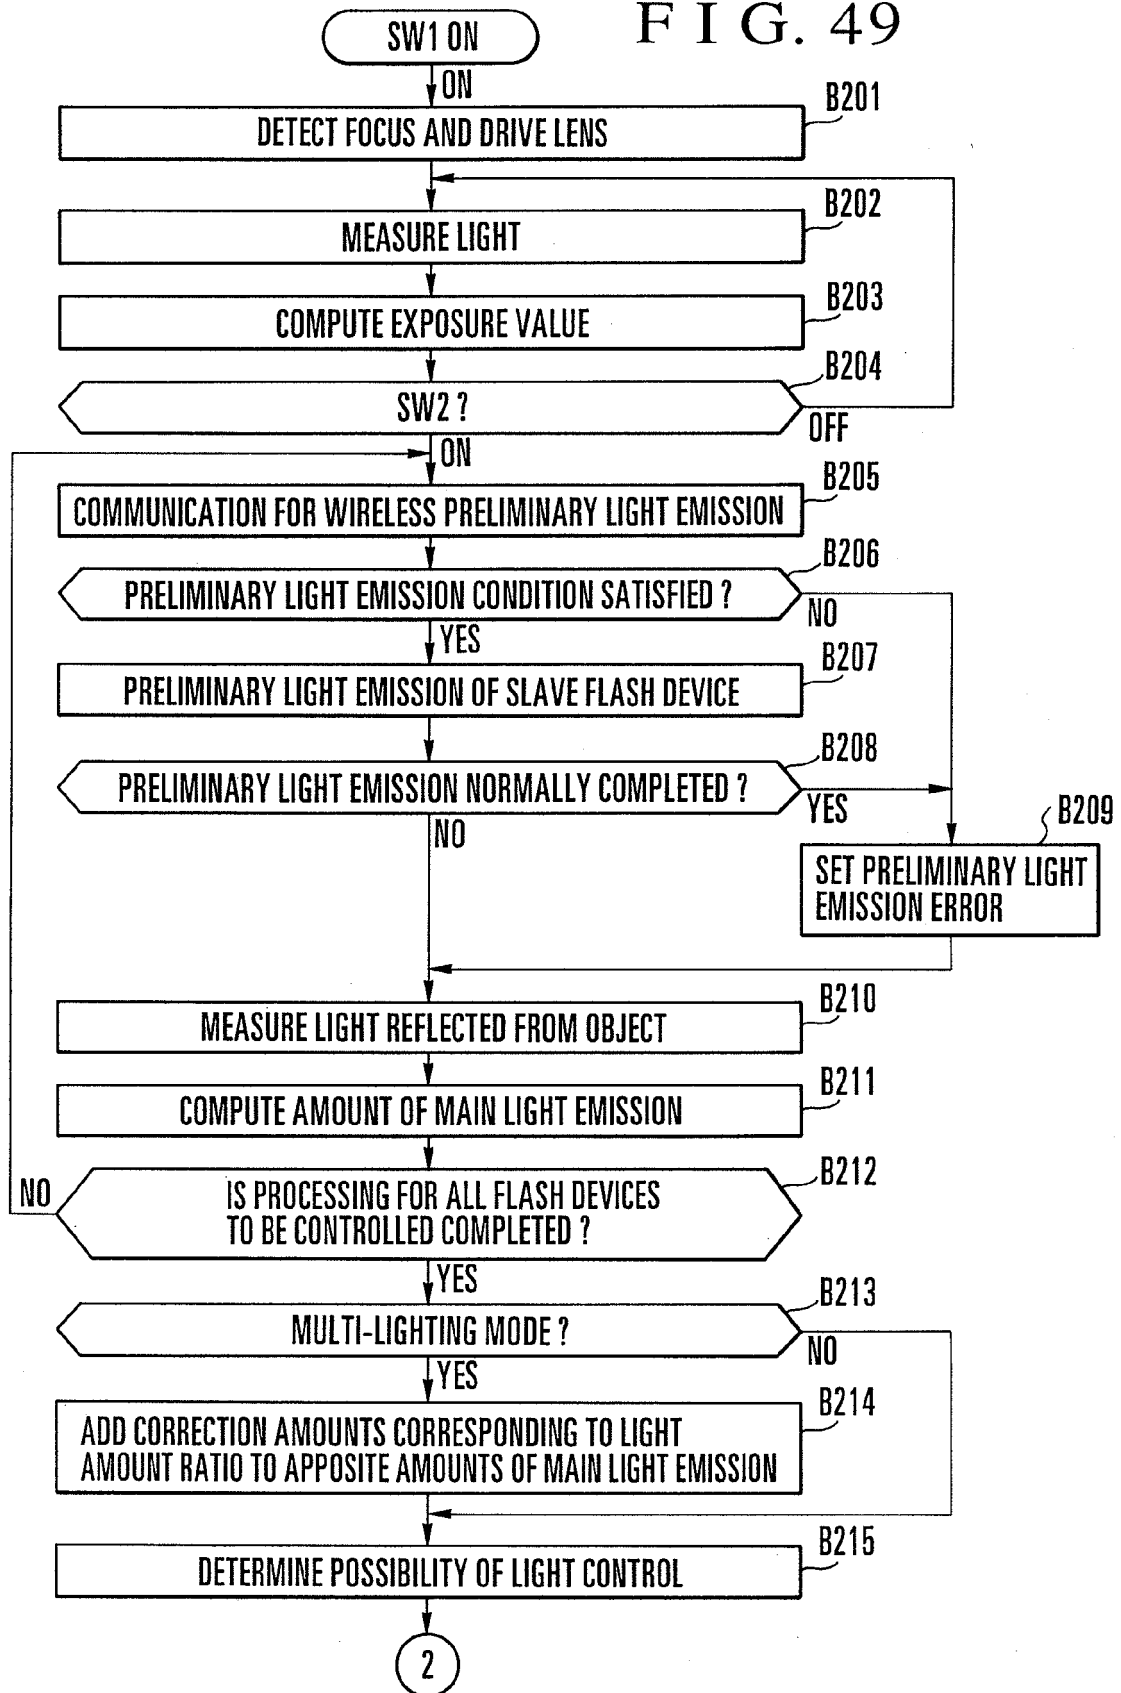 FIG. 49
SW1 ON
ON
B201
DETECT FOCUS AND DRIVE LENS
B202
MEASURE LIGHT
B203
COMPUTE EXPOSURE VALUE
B204
SW2 ?
OFF
ON
B205
COMMUNICATION FOR WIRELESS PRELIMINARY LIGHT EMISSION
B206
PRELIMINARY LIGHT EMISSION CONDITION SATISFIED ?
NO
YES
B207
PRELIMINARY LIGHT EMISSION OF SLAVE FLASH DEVICE
B208
PRELIMINARY LIGHT EMISSION NORMALLY COMPLETED ?
YES
NO
B209
SET PRELIMINARY LIGHT
EMISSION ERROR
B210
MEASURE LIGHT REFLECTED FROM OBJECT
B211
COMPUTE AMOUNT OF MAIN LIGHT EMISSION
B212
NO
IS PROCESSING FOR ALL FLASH DEVICES
TO BE CONTROLLED COMPLETED ?
YES
B213
MULTI-LIGHTING MODE ?
NO
YES
B214
ADD CORRECTION AMOUNTS CORRESPONDING TO LIGHT
AMOUNT RATIO TO APPOSITE AMOUNTS OF MAIN LIGHT EMISSION
B215
DETERMINE POSSIBILITY OF LIGHT CONTROL
2